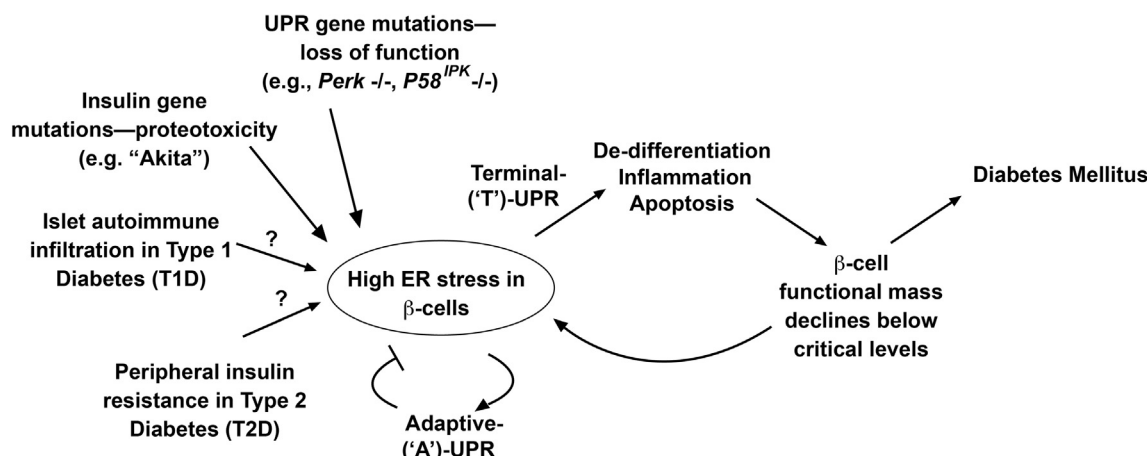 UPR gene mutations—
loss of function
(e.g., Perk -/-, P58^IPK -/-)
Insulin gene
mutations—proteotoxicity
(e.g. “Akita”)
Islet autoimmune
infiltration in Type 1
Diabetes (T1D)
?
?
Peripheral insulin
resistance in Type 2
Diabetes (T2D)
High ER stress in
β-cells
Adaptive-
(‘A’)-UPR
Terminal-
(‘T’)-UPR
De-differentiation
Inflammation
Apoptosis
β-cell
functional mass
declines below
critical levels
Diabetes Mellitus